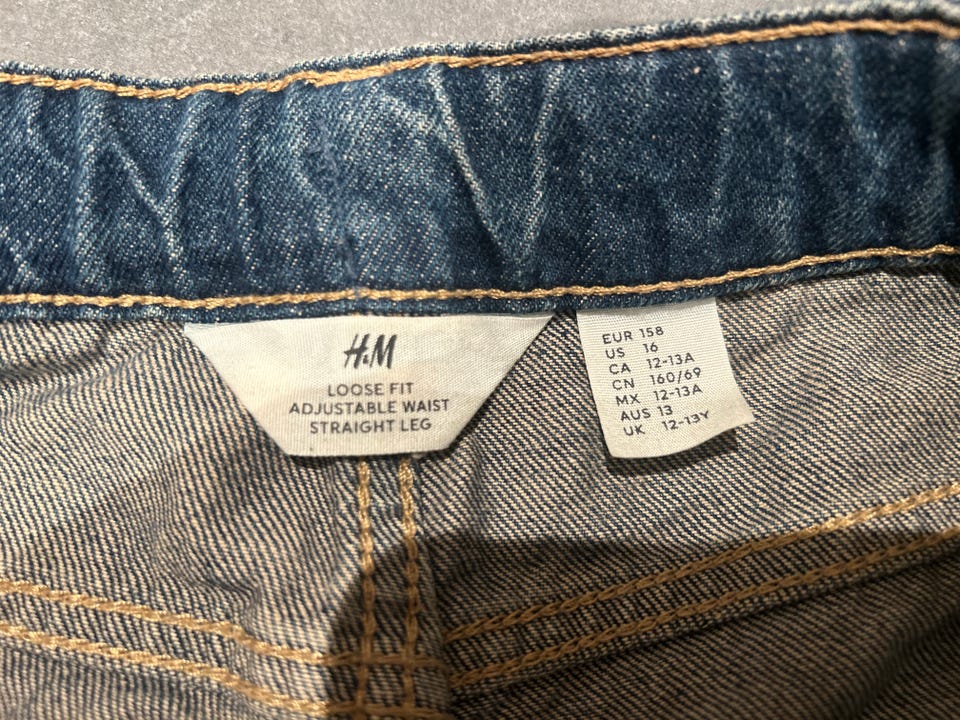 H&M
LOOSE FIT
ADJUSTABLE WAIST
STRAIGHT LEG
EUR 158
US 16
CA 12-13A
CN 160/69
MX 12-13A
AUS 13
UK 12-13Y